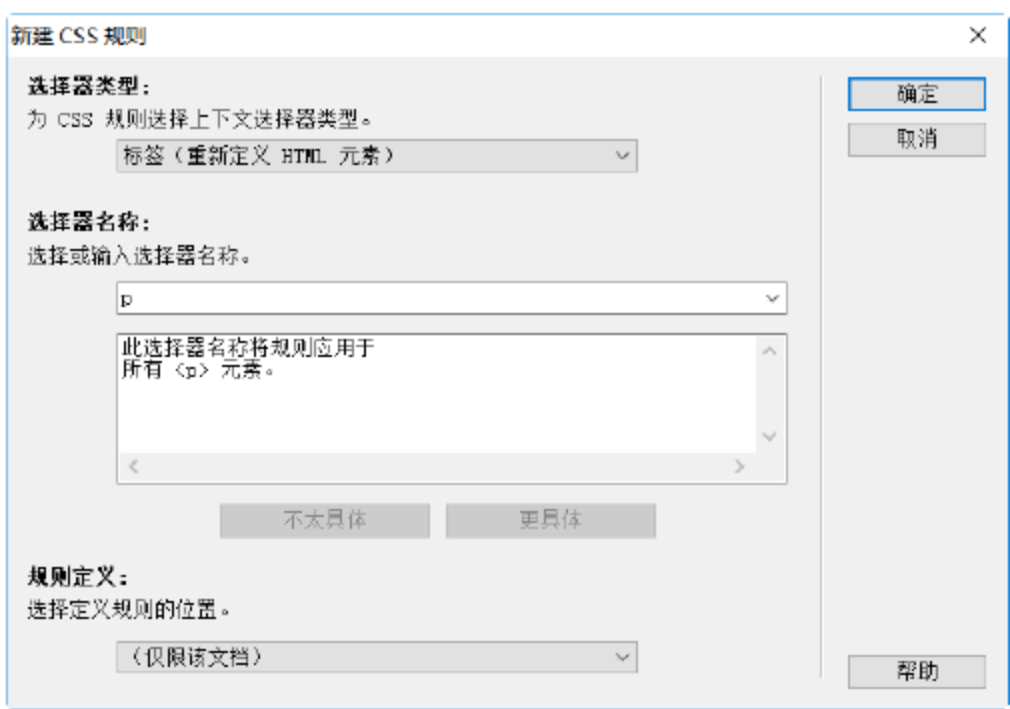 新建 CSS 规则
选择器类型：
确定
为 CSS 规则选择上下文选择器类型。
取消
标签（重新定义 HTML 元素）
选择器名称：
选择或输入选择器名称。
p
此选择器名称将规则应用于
所有 <p> 元素。
不太具体
更具体
规则定义：
选择定义规则的位置。
（仅限该文档）
帮助